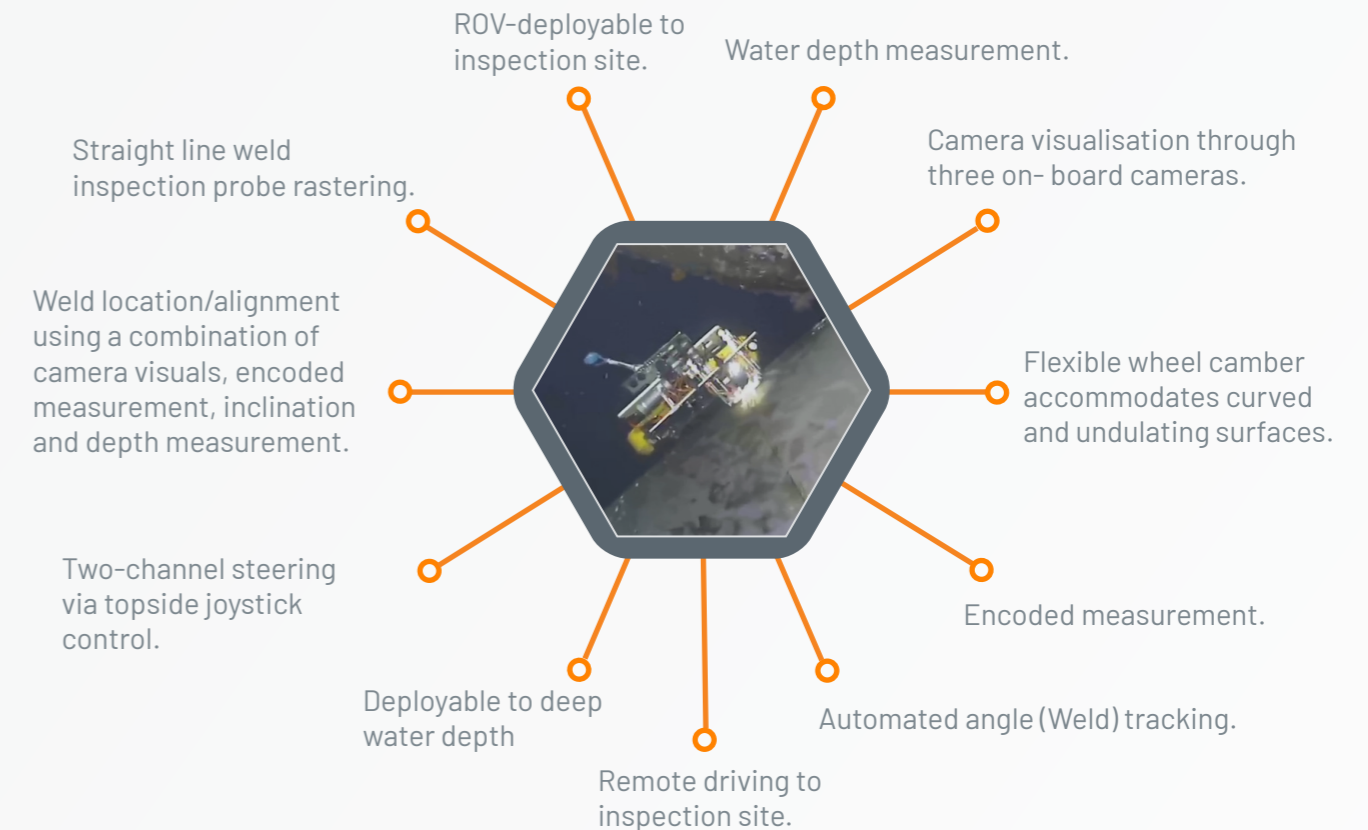 ROV-deployable to
inspection site.
Water depth measurement.
Straight line weld
inspection probe rastering.
Camera visualisation through
three on- board cameras.
Weld location/alignment
using a combination of
camera visuals, encoded
measurement, inclination
and depth measurement.
Flexible wheel camber
accommodates curved
and undulating surfaces.
Two-channel steering
via topside joystick
control.
Encoded measurement.
Deployable to deep
water depth
Automated angle (Weld) tracking.
Remote driving to
inspection site.